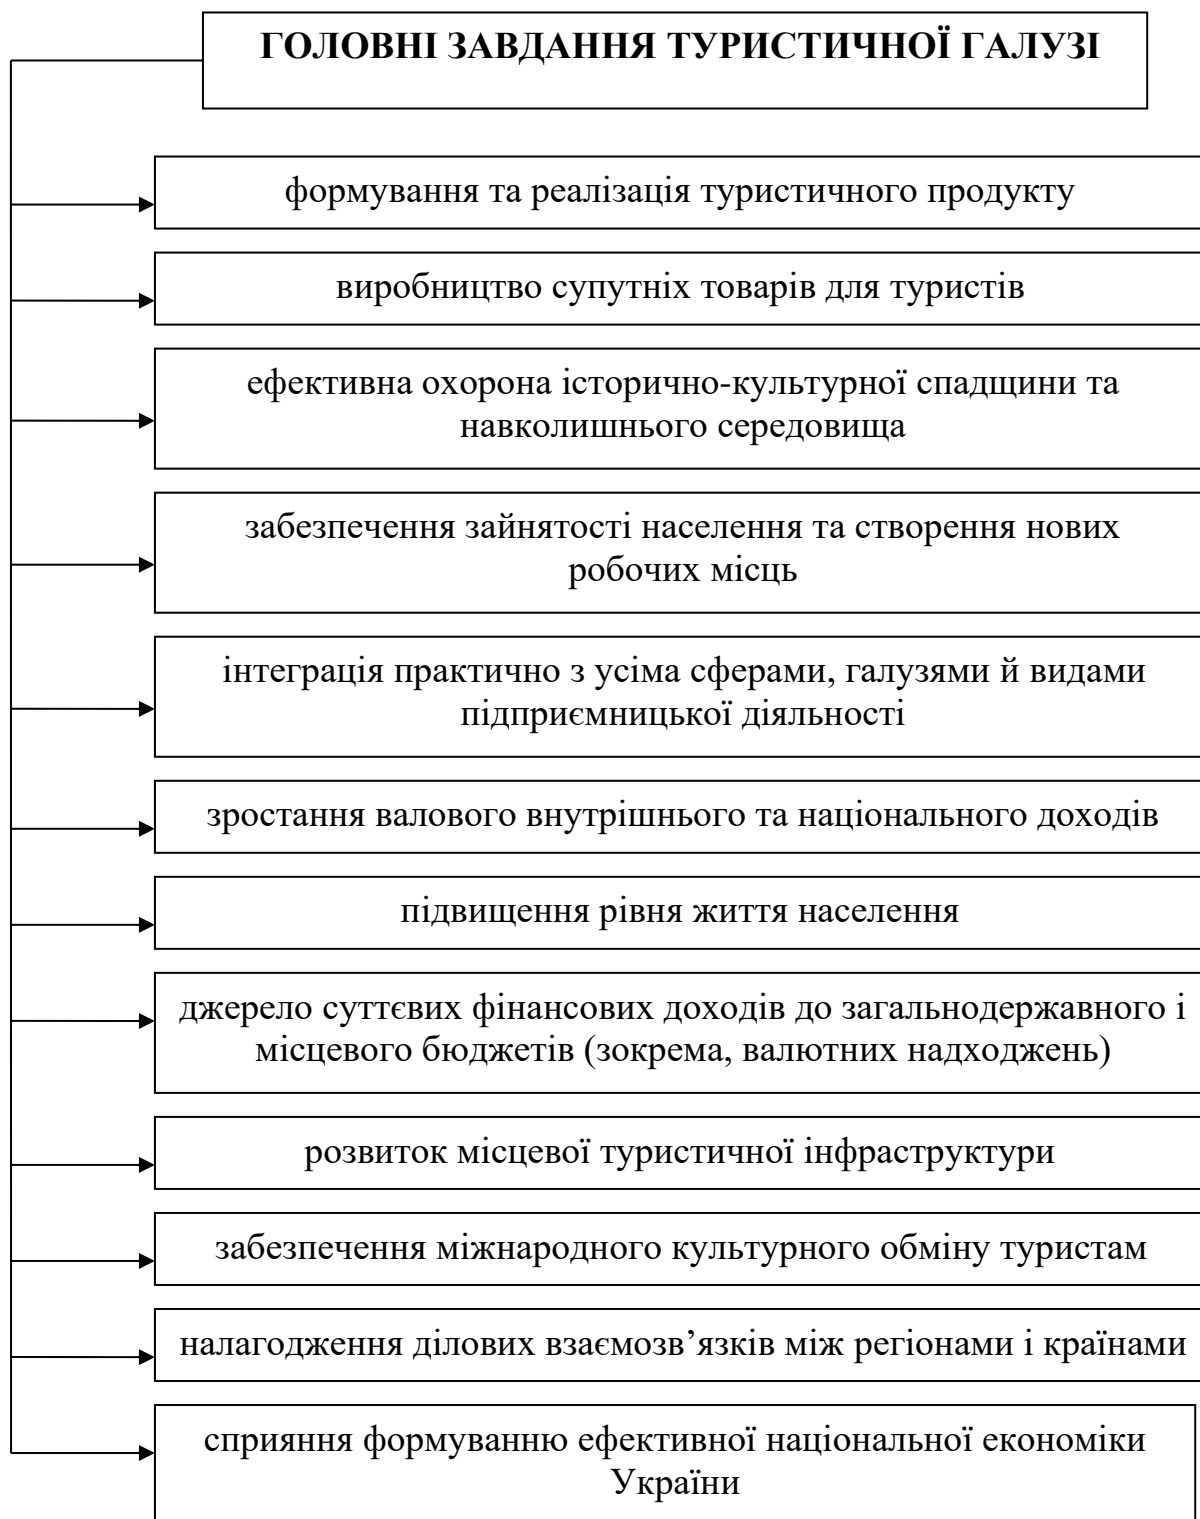 ГОЛОВНІ ЗАВДАННЯ ТУРИСТИЧНОЇ ГАЛУЗІ
формування та реалізація туристичного продукту
виробництво супутніх товарів для туристів
ефективна охорона історично-культурної спадщини та
навколишнього середовища
забезпечення зайнятості населення та створення нових
робочих місць
інтеграція практично з усіма сферами, галузями й видами
підприємницької діяльності
зростання валового внутрішнього та національного доходів
підвищення рівня життя населення
джерело суттєвих фінансових доходів до загальнодержавного і
місцевого бюджетів (зокрема, валютних надходжень)
розвиток місцевої туристичної інфраструктури
забезпечення міжнародного культурного обміну туристам
налагодження ділових взаємозв’язків між регіонами і країнами
сприяння формуванню ефективної національної економіки
України